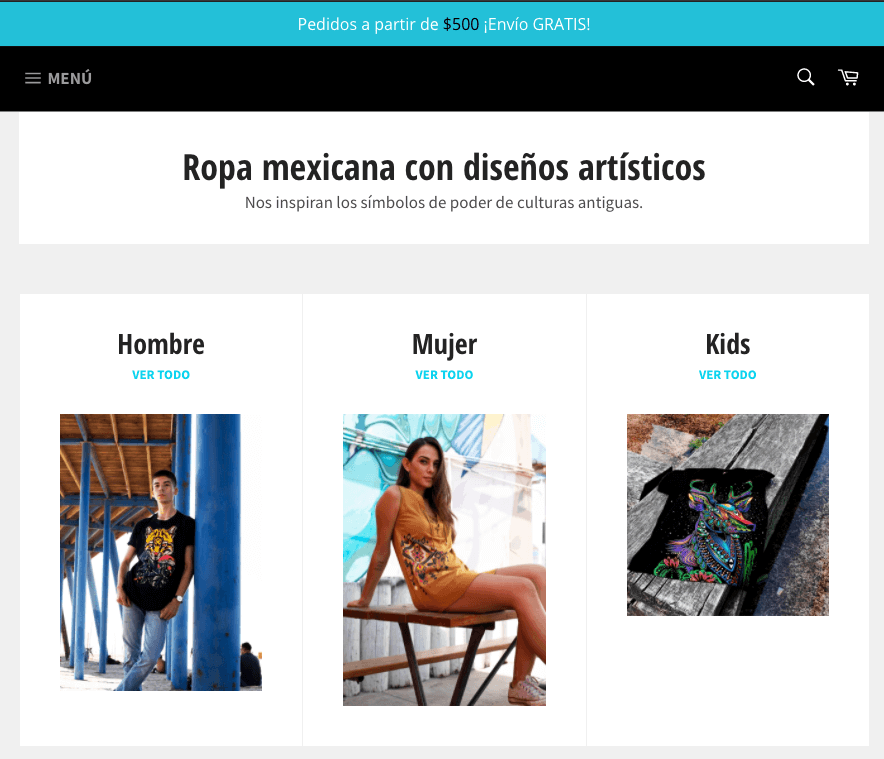 Pedidos a partir de $500 ¡Envío GRATIS!
MENÚ
Ropa mexicana con diseños artísticos
Nos inspiran los símbolos de poder de culturas antiguas.
Hombre
VER TODO
Mujer
VER TODO
Kids
VER TODO